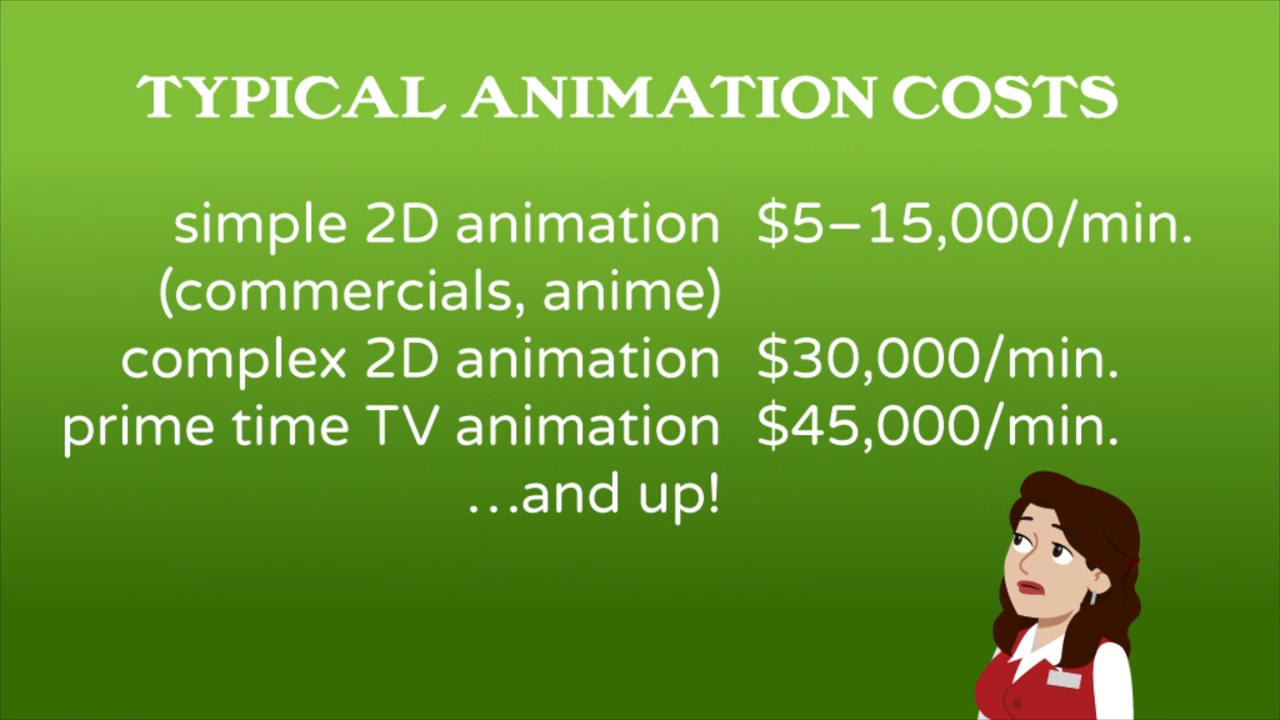 TYPICAL ANIMATION COSTS
simple 2D animation $5–15,000/min.
(commercials, anime)
complex 2D animation $30,000/min.
prime time TV animation $45,000/min.
...and up!